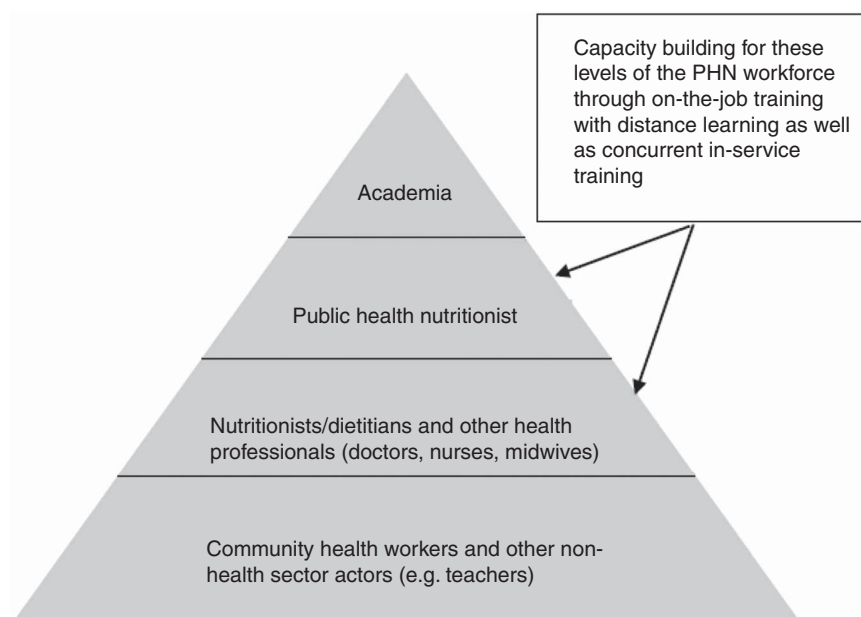 Capacity building for these
levels of the PHN workforce
through on-the-job training
with distance learning as well
as concurrent in-service
training
Academia
Public health nutritionist
Nutritionists/dietitians and other health
professionals (doctors, nurses, midwives)
Community health workers and other non-
health sector actors (e.g. teachers)